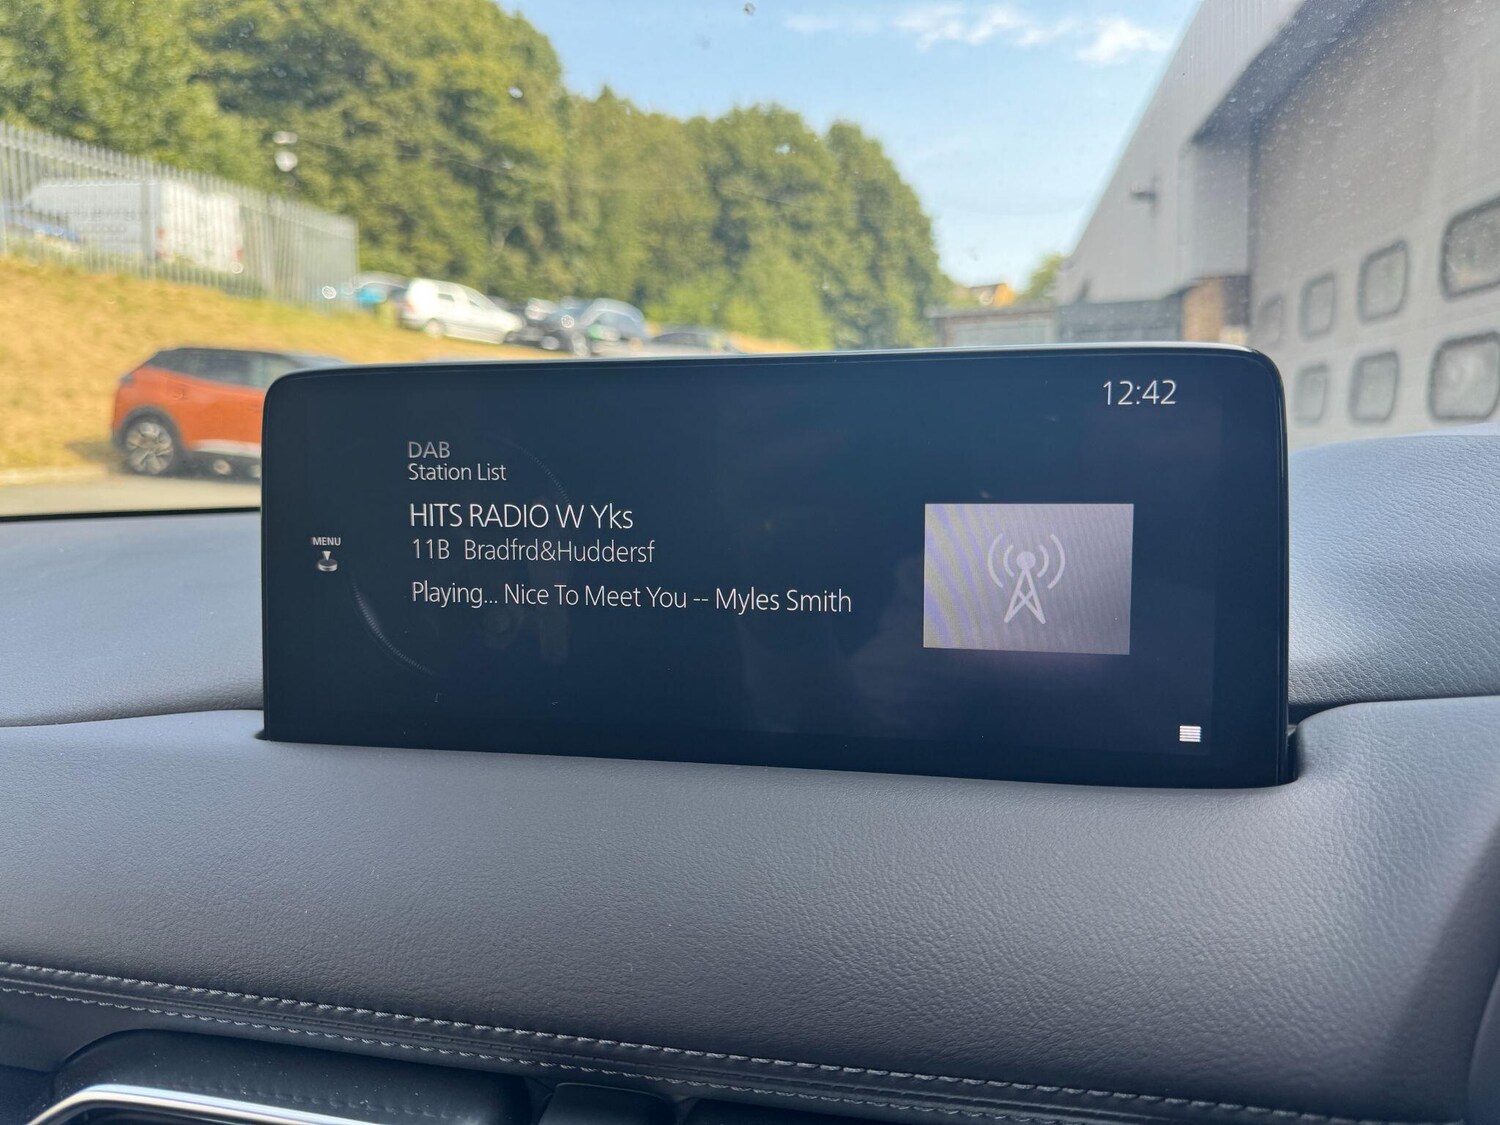 12:42
DAB
Station List
HITS RADIO W Yks
MENU
11B Bradfrd&Huddersf
Playing... Nice To Meet You -- Myles Smith